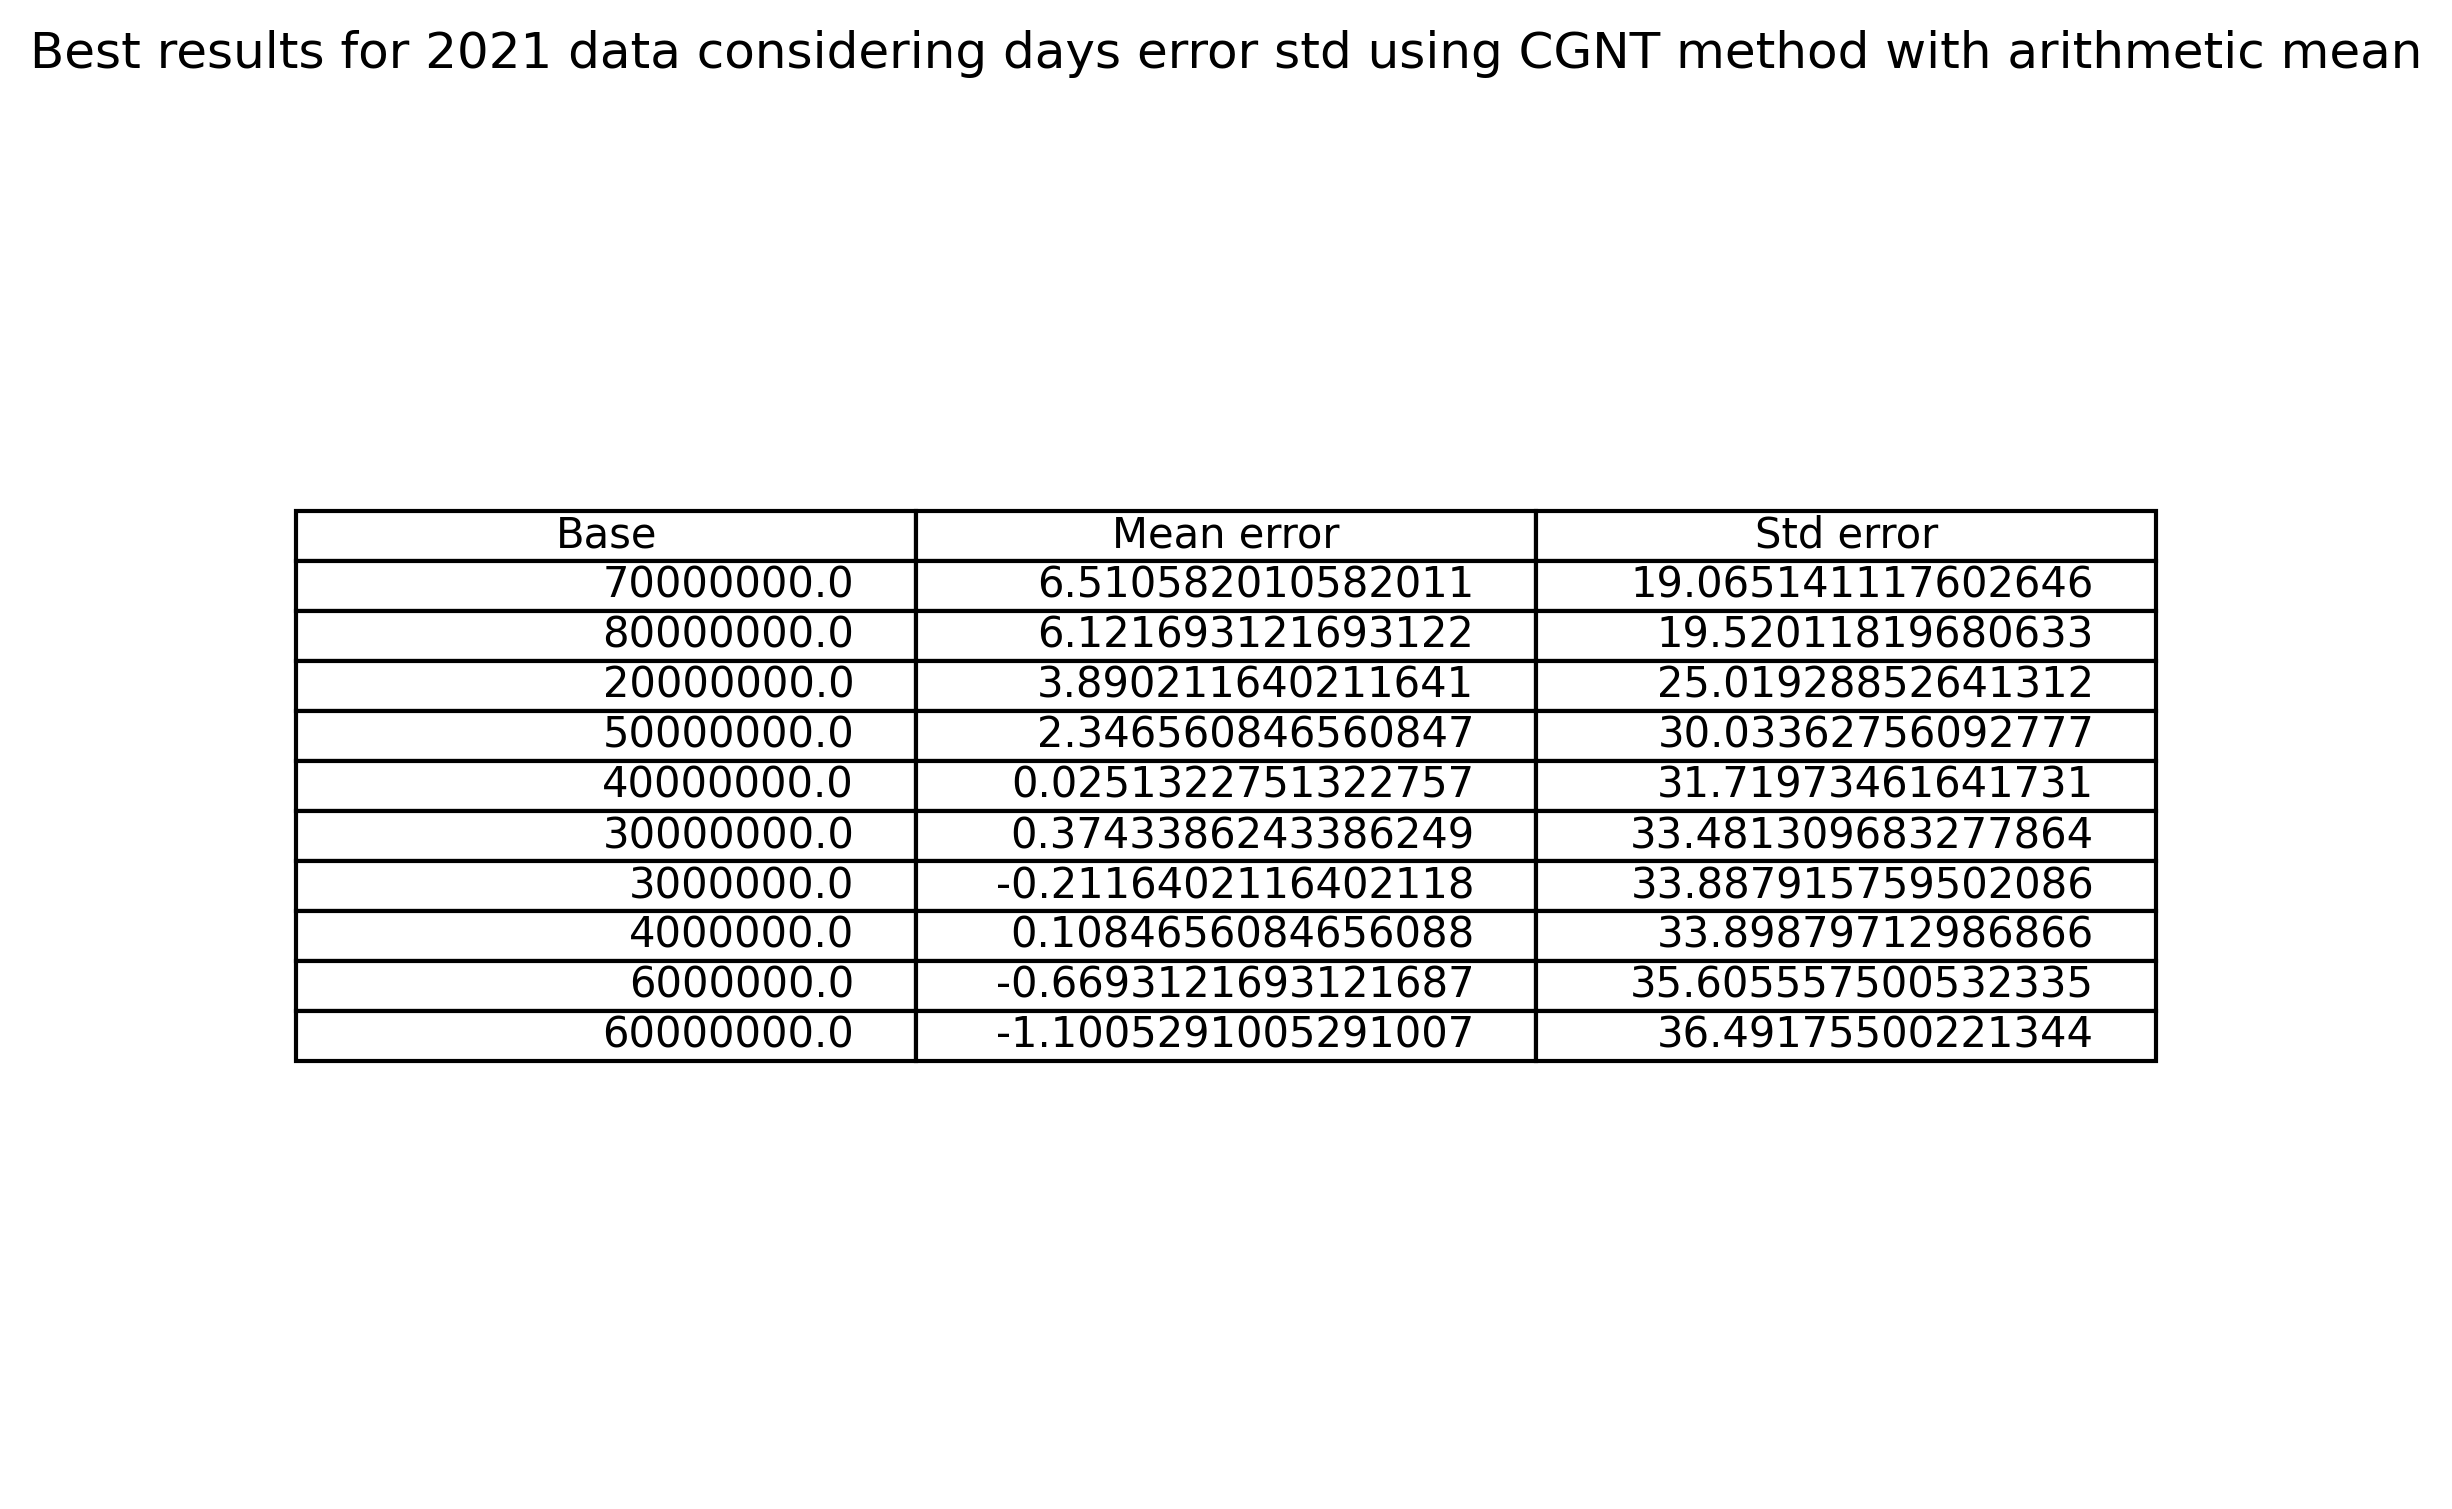 Best results for 2021 data considering days error std using CGNT method with arithmetic mean
Base Mean error Std error
70000000.0 6.510582010582011 19.065141117602646
80000000.0 6.121693121693122 19.52011819680633
20000000.0 3.890211640211641 25.01928852641312
50000000.0 2.346560846560847 30.03362756092777
40000000.0 0.0251322751322757 31.71973461641731
30000000.0 0.3743386243386249 33.481309683277864
3000000.0 -0.2116402116402118 33.887915759502086
4000000.0 0.1084656084656088 33.89879712986866
6000000.0 -0.6693121693121687 35.605557500532335
60000000.0 -1.1005291005291007 36.49175500221344